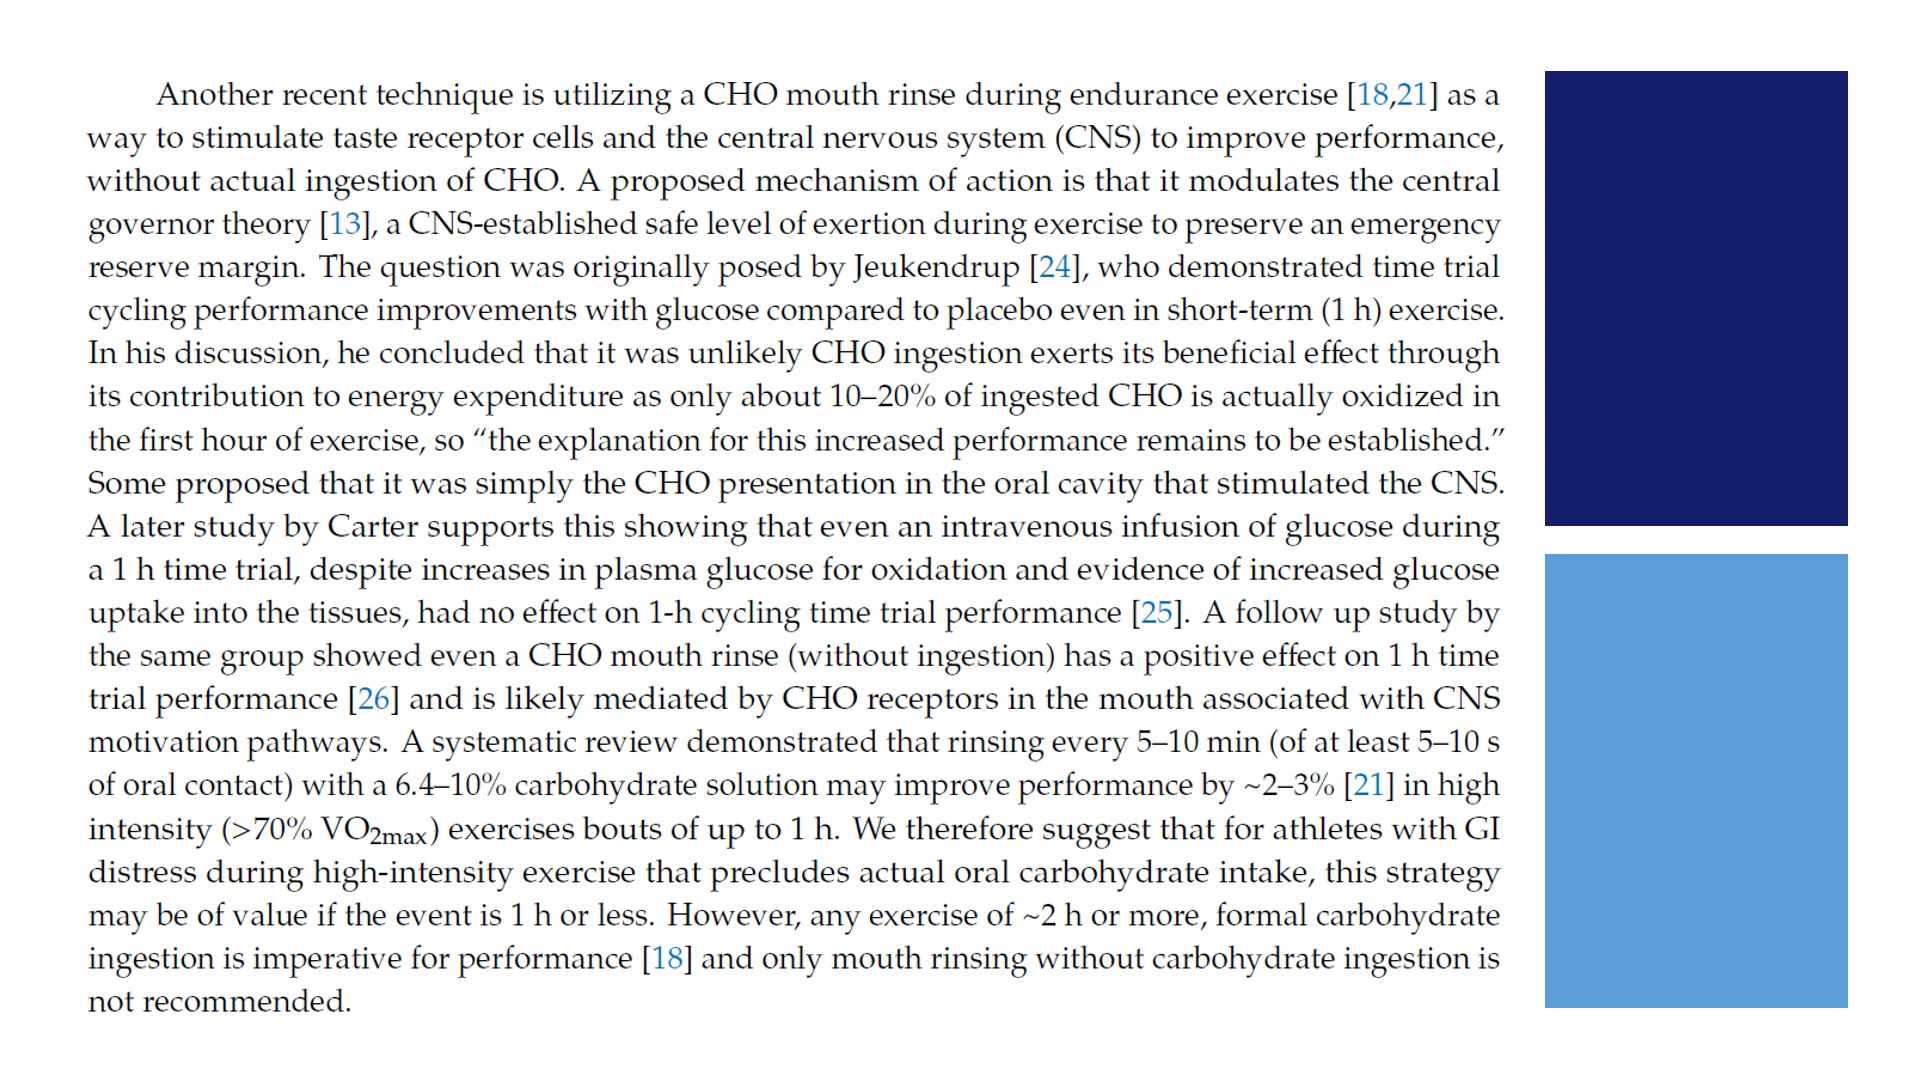 Another recent technique is utilizing a CHO mouth rinse during endurance exercise [18,21] as a
way to stimulate taste receptor cells and the central nervous system (CNS) to improve performance,
without actual ingestion of CHO. A proposed mechanism of action is that it modulates the central
governor theory [13], a CNS-established safe level of exertion during exercise to preserve an emergency
reserve margin. The question was originally posed by Jeukendrup [24], who demonstrated time trial
cycling performance improvements with glucose compared to placebo even in short-term (1 h) exercise.
In his discussion, he concluded that it was unlikely CHO ingestion exerts its beneficial effect through
its contribution to energy expenditure as only about 10–20% of ingested CHO is actually oxidized in
the first hour of exercise, so “the explanation for this increased performance remains to be established.”
Some proposed that it was simply the CHO presentation in the oral cavity that stimulated the CNS.
A later study by Carter supports this showing that even an intravenous infusion of glucose during
a 1 h time trial, despite increases in plasma glucose for oxidation and evidence of increased glucose
uptake into the tissues, had no effect on 1-h cycling time trial performance [25]. A follow up study by
the same group showed even a CHO mouth rinse (without ingestion) has a positive effect on 1 h time
trial performance [26] and is likely mediated by CHO receptors in the mouth associated with CNS
motivation pathways. A systematic review demonstrated that rinsing every 5–10 min (of at least 5–10 s
of oral contact) with a 6.4–10% carbohydrate solution may improve performance by ~2–3% [21] in high
intensity (>70% VO2max) exercises bouts of up to 1 h. We therefore suggest that for athletes with GI
distress during high-intensity exercise that precludes actual oral carbohydrate intake, this strategy
may be of value if the event is 1 h or less. However, any exercise of ~2 h or more, formal carbohydrate
ingestion is imperative for performance [18] and only mouth rinsing without carbohydrate ingestion is
not recommended.